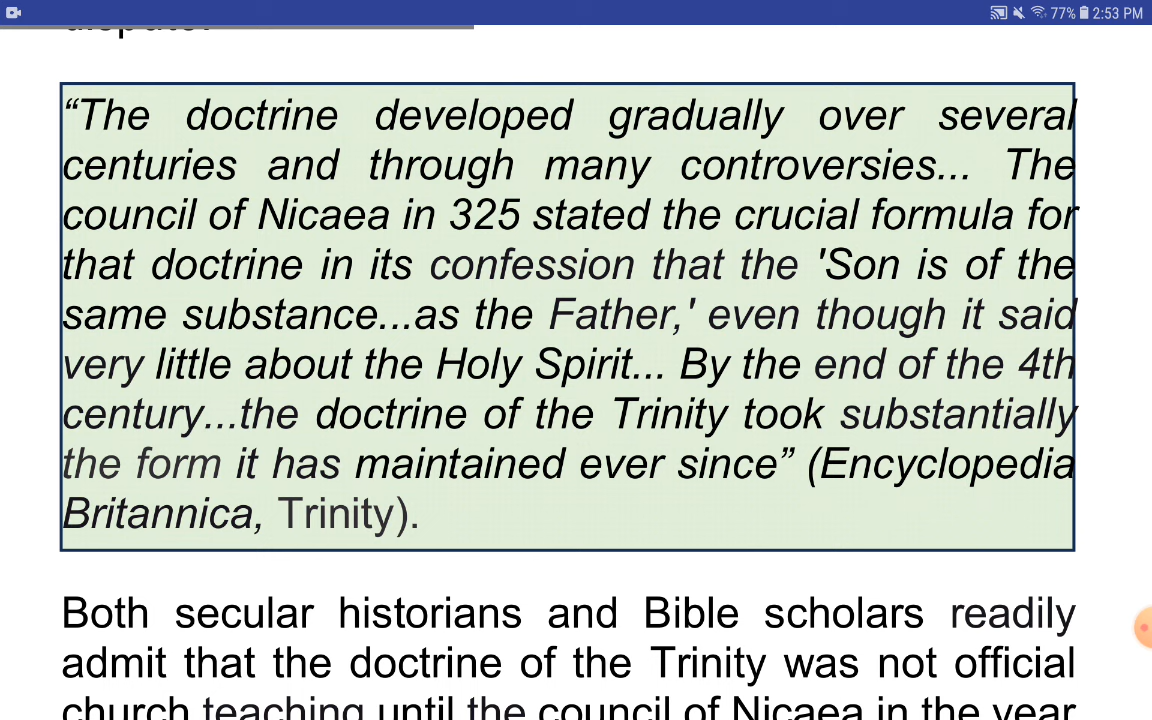 77% 2:53 PM
“The doctrine developed gradually over several
centuries and through many controversies... The
council of Nicaea in 325 stated the crucial formula for
that doctrine in its confession that the 'Son is of the
same substance...as the Father,' even though it said
very little about the Holy Spirit... By the end of the 4th
century...the doctrine of the Trinity took substantially
the form it has maintained ever since” (Encyclopedia
Britannica, Trinity).
Both secular historians and Bible scholars readily
admit that the doctrine of the Trinity was not official
church teaching until the council of Nicaea in the year